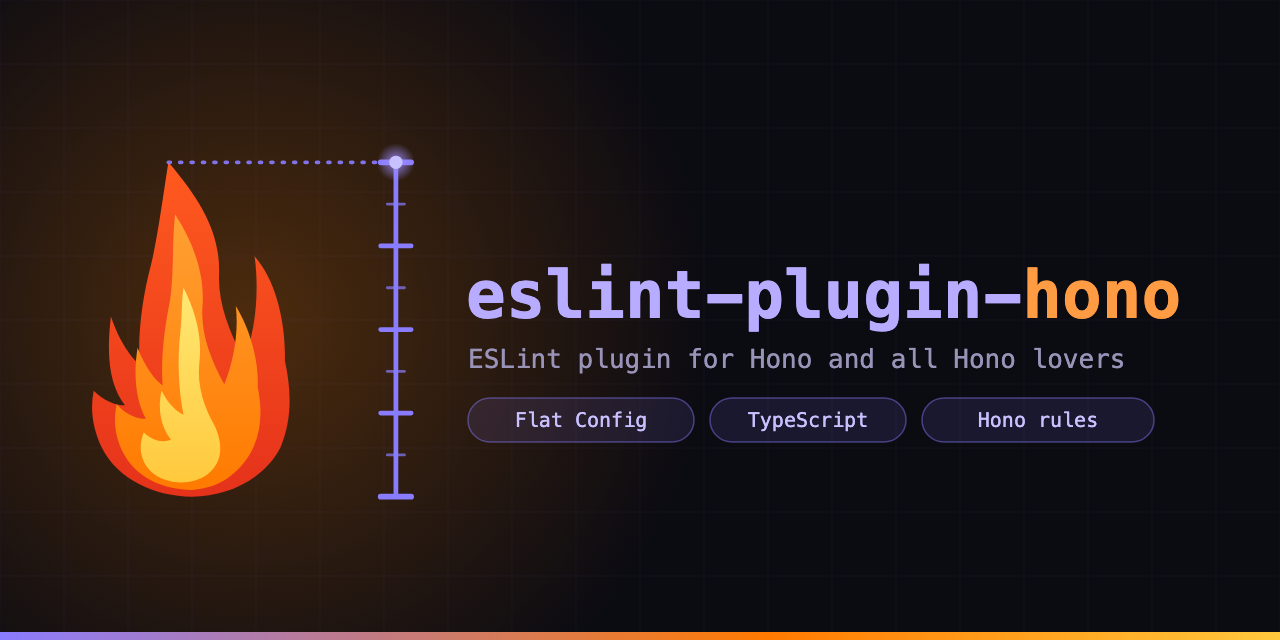 eslint-plugin-hono
ESLint plugin for Hono and all Hono lovers
Flat Config
TypeScript
Hono rules